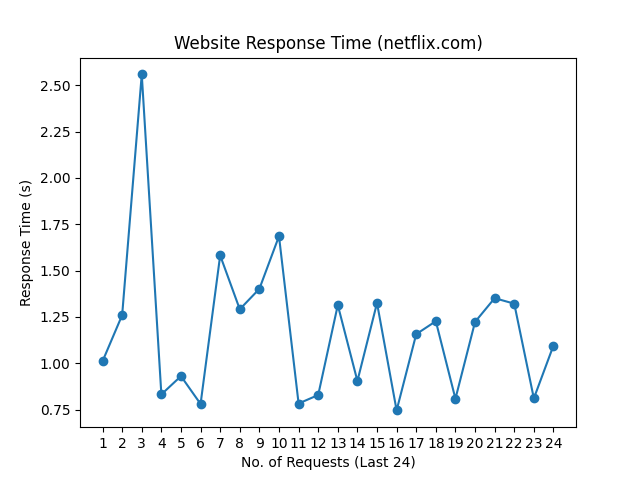 Website Response Time (netflix.com)
Response Time (s)
2.50
2.25
2.00
1.75
1.50
1.25
1.00
0.75
1 2 3 4 5 6 7 8 9 10 11 12 13 14 15 16 17 18 19 20 21 22 23 24
No. of Requests (Last 24)